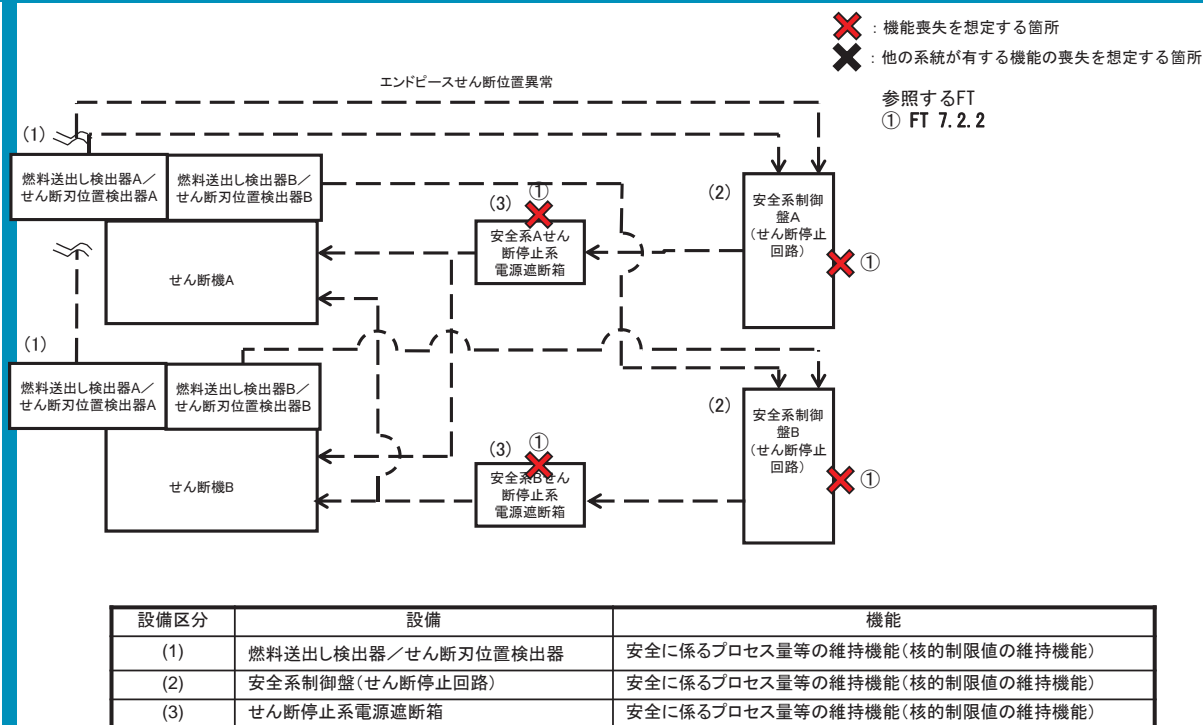 ：機能喪失を想定する箇所
：他の系統が有する機能の喪失を想定する箇所
参照するFT
① FT 7.2.2
エンドピースせん断位置異常
(1)
燃料送出し検出器A／
せん断刃位置検出器A
燃料送出し検出器B／
せん断刃位置検出器B
せん断機A
(3)
①
安全系Aせん
断停止系
電源遮断箱
(2)
安全系制御
盤A
(せん断停止
回路)
①
(1)
燃料送出し検出器A／
せん断刃位置検出器A
燃料送出し検出器B／
せん断刃位置検出器B
せん断機B
(3)
①
安全系Bせん
断停止系
電源遮断箱
(2)
安全系制御
盤B
(せん断停止
回路)
①
設備区分 設備 機能
(1) 燃料送出し検出器／せん断刃位置検出器 安全に係るプロセス量等の維持機能(核的制限値の維持機能)
(2) 安全系制御盤(せん断停止回路) 安全に係るプロセス量等の維持機能(核的制限値の維持機能)
(3) せん断停止系電源遮断箱 安全に係るプロセス量等の維持機能(核的制限値の維持機能)